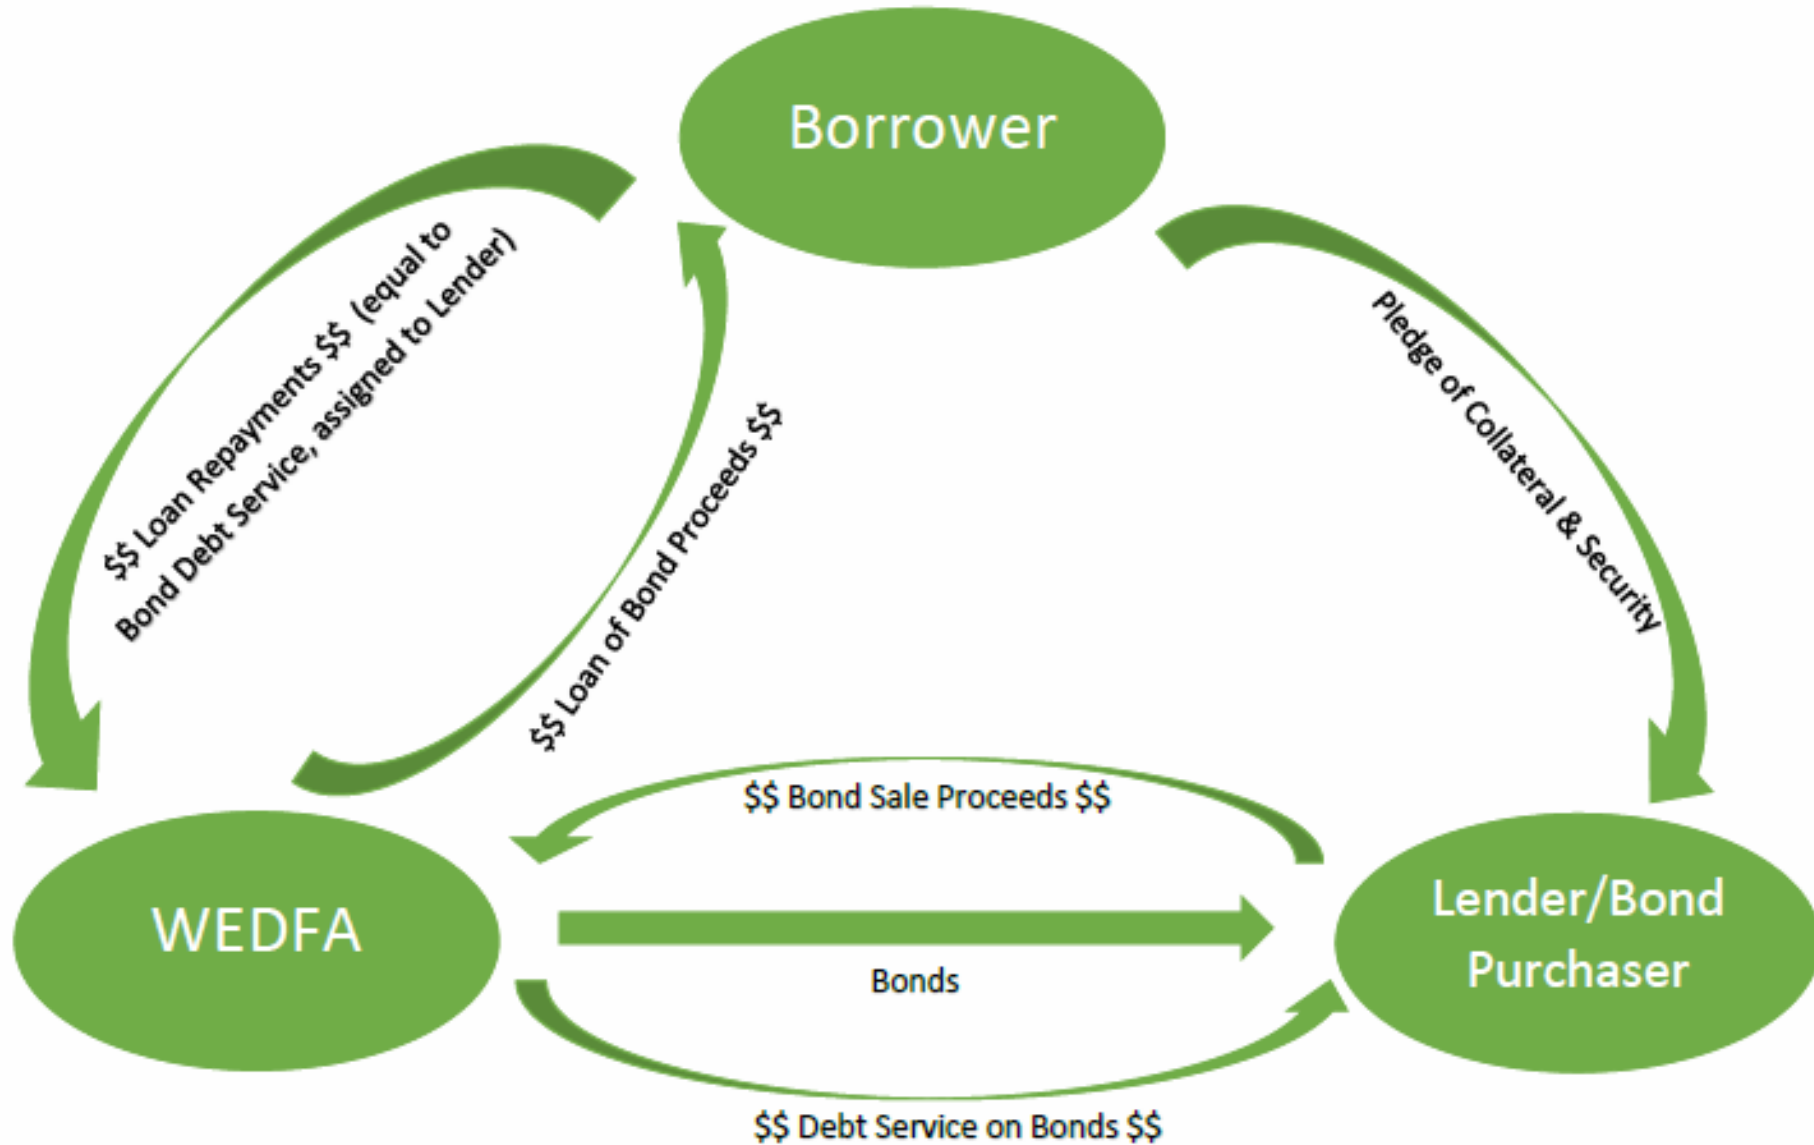 Borrower
$$ Loan Repayments $$ (equal to
Bond Debt Service, assigned to Lender)
$$ Loan of Bond Proceeds $$
Pledge of Collateral & Security
$$ Bond Sale Proceeds $$
WEDFA
Lender/Bond
Purchaser
Bonds
$$ Debt Service on Bonds $$